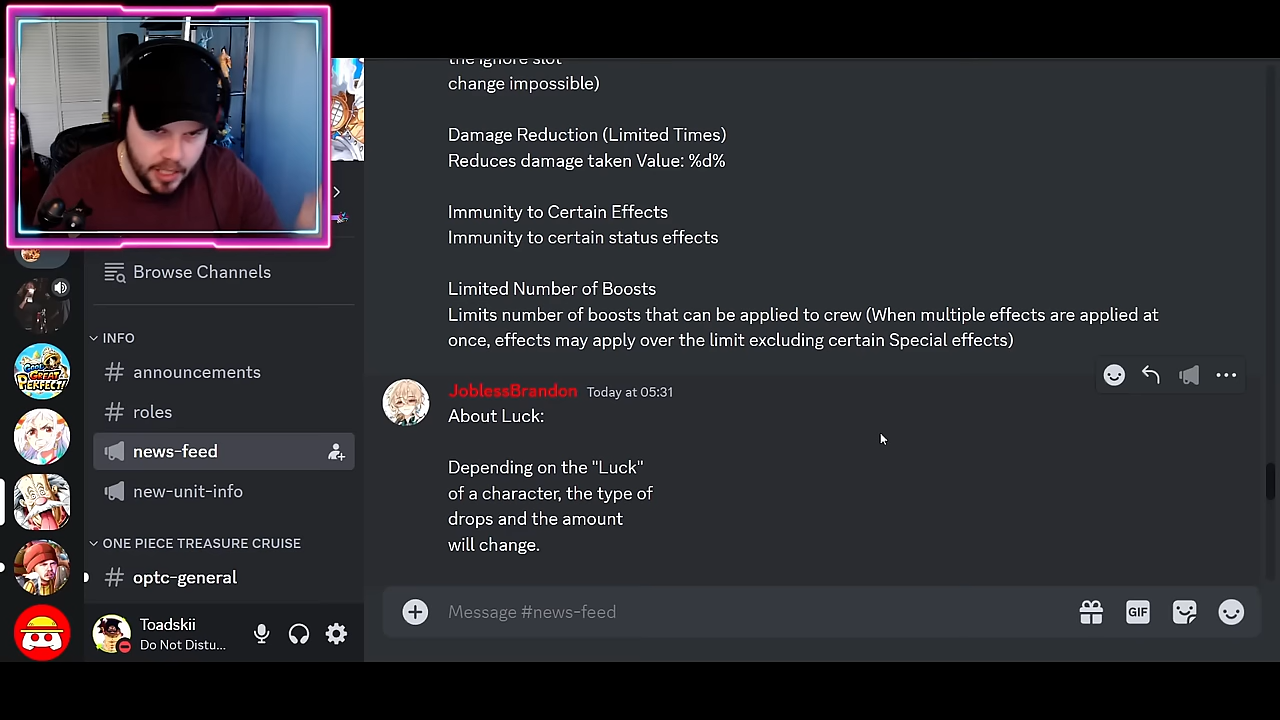 the ignore slot
change impossible)
Damage Reduction (Limited Times)
Reduces damage taken Value: %d%
Immunity to Certain Effects
Immunity to certain status effects
Limited Number of Boosts
Limits number of boosts that can be applied to crew (When multiple effects are applied at
once, effects may apply over the limit excluding certain Special effects)
JoblessBrandon Today at 05:31
About Luck:
Depending on the "Luck"
of a character, the type of
drops and the amount
will change.
Message #news-feed
GIF
Browse Channels
INFO
announcements
roles
news-feed
new-unit-info
ONE PIECE TREASURE CRUISE
optc-general
Toadskii
Do Not Distu...
GREAT
PERFECT!